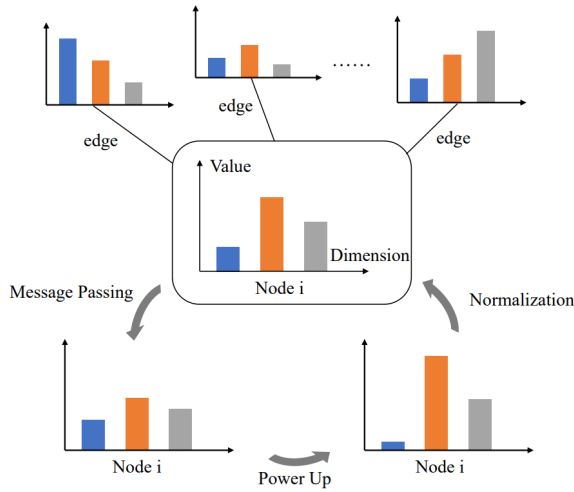 ......
edge
edge
edge
Value
Dimension
Node i
Message Passing
Normalization
Node i
Power Up
Node i